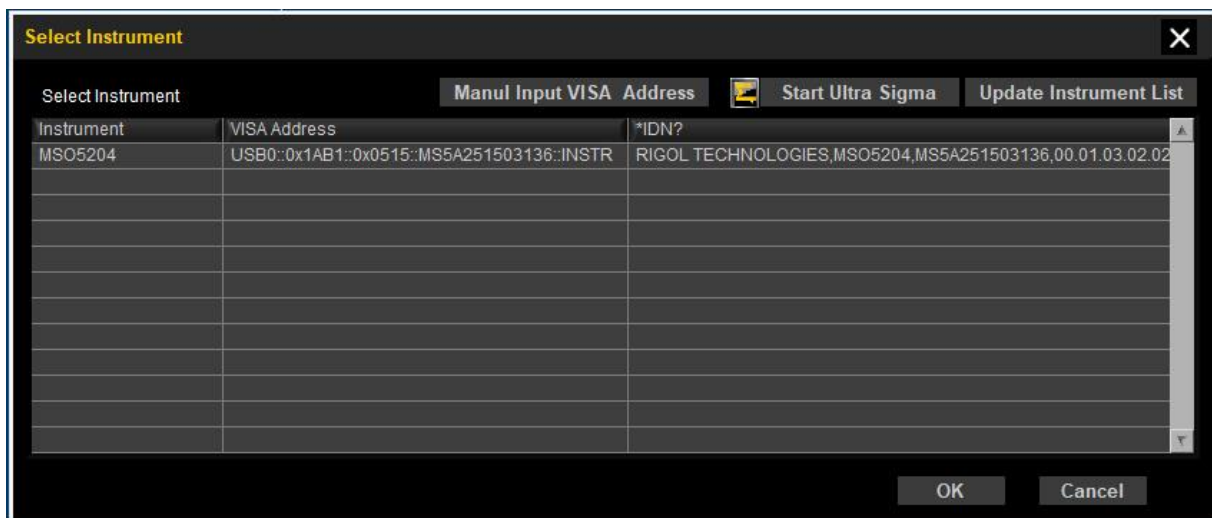 Select Instrument
Select Instrument Manul Input VISA Address Start Ultra Sigma Update Instrument List
Instrument VISA Address *IDN?
MSO5204 USB0::0x1AB1::0x0515::MS5A251503136::INSTR RIGOL TECHNOLOGIES,MSO5204,MS5A251503136,00.01.03.02.02
OK Cancel